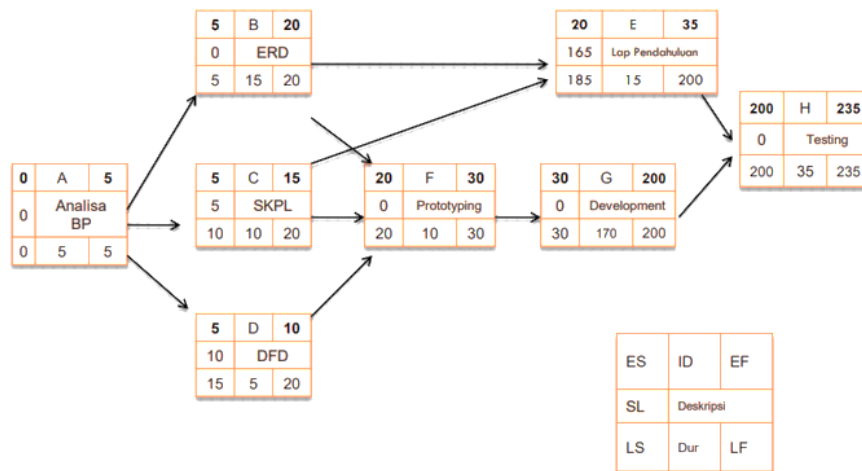 5 B 20
0 ERD
5 15 20
20 E 35
165 Lap Pendahuluan
185 15 200
200 H 235
0 Testing
200 35 235
0 A 5
0 Analisa
BP
0 5 5
5 C 15
5 SKPL
10 10 20
20 F 30
0 Prototyping
20 10 30
30 G 200
0 Development
30 170 200
5 D 10
10 DFD
15 5 20
ES ID EF
SL Deskripsi
LS Dur LF